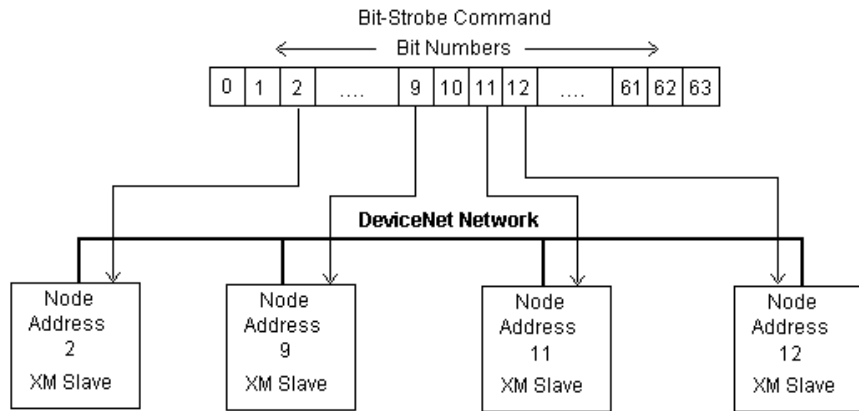 Bit-Strobe Command
Bit Numbers
0 1 2 .... 9 10 11 12 .... 61 62 63
DeviceNet Network
Node Address 2 XM Slave
Node Address 9 XM Slave
Node Address 11 XM Slave
Node Address 12 XM Slave